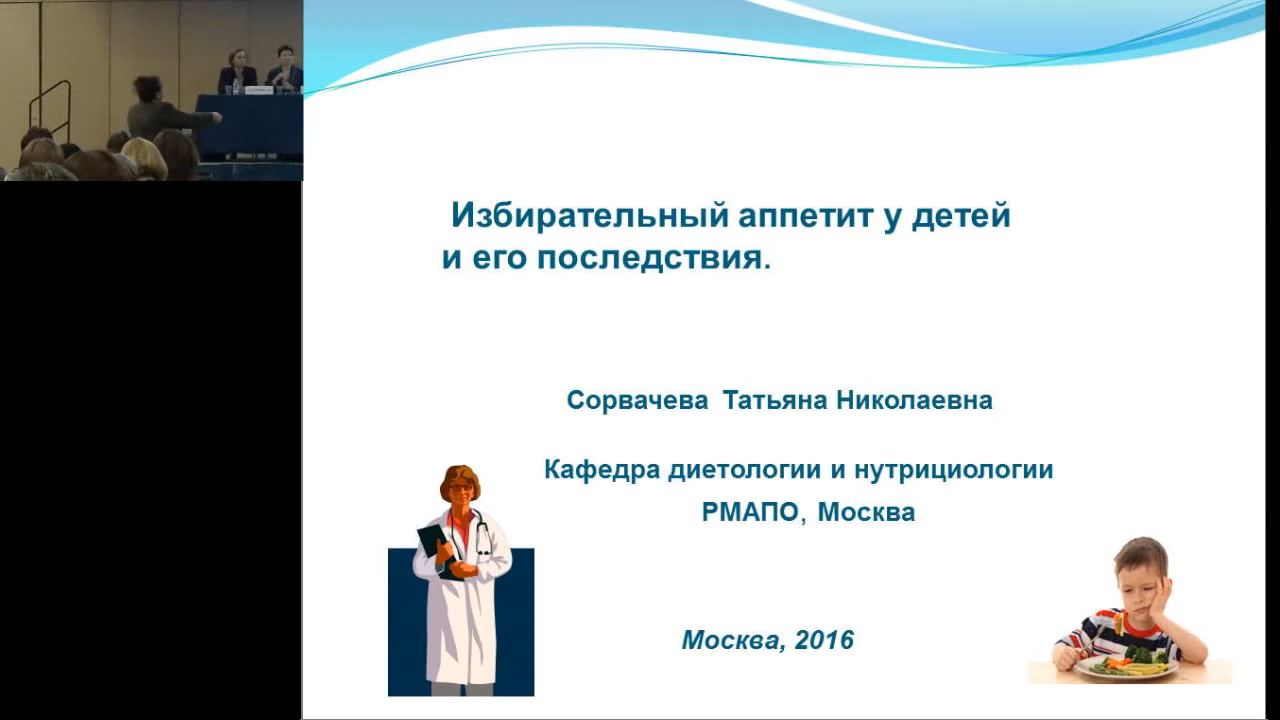 Избирательный аппетит у детей
и его последствия.
Сорвачева Татьяна Николаевна
Кафедра диетологии и нутрициологии
РМАПО, Москва
Москва, 2016